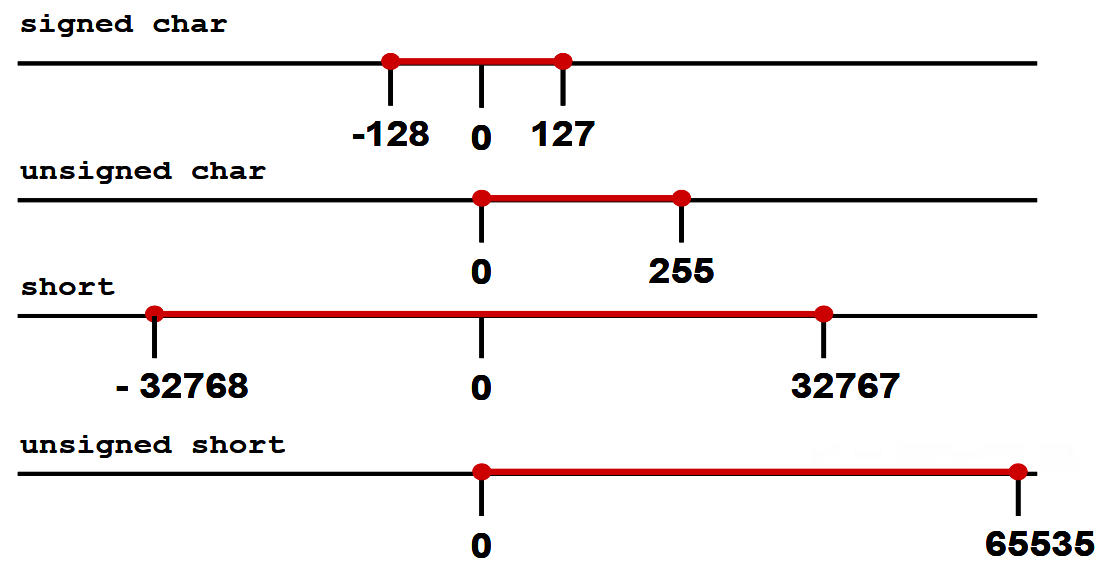 signed char
-128 0 127
unsigned char
0 255
short
- 32768 0 32767
unsigned short
0 65535